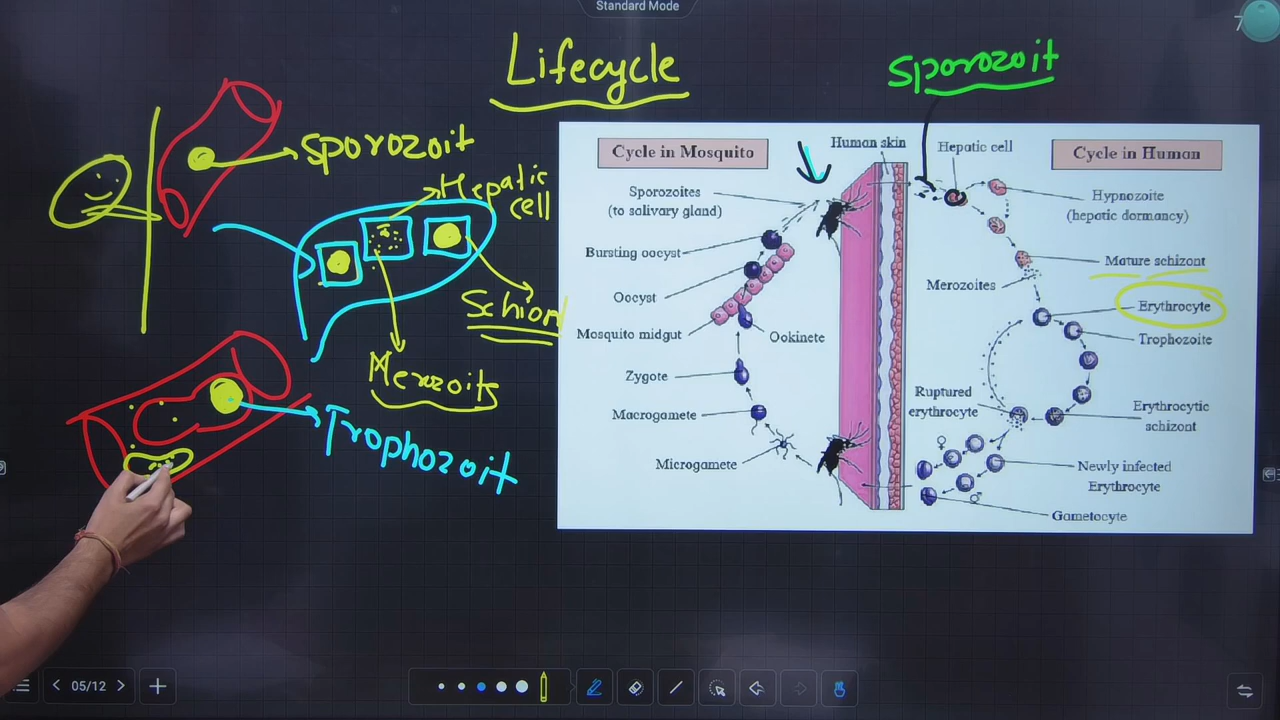 Standard Mode
7
Lifecycle
Sporozoit
Sporozoit
Hepatic
cell
Schion
Merozoits
Trophozoit
Cycle in Mosquito
Human skin
Hepatic cell
Cycle in Human
Sporozoites
(to salivary gland)
Hypnozoite
(hepatic dormancy)
Bursting oocyst
Mature schizont
Merozoites
Oocyst
Erythrocyte
Mosquito midgut
Ookinete
Trophozoite
Zygote
Ruptured
erythrocyte
Macrogamete
Erythrocytic
schizont
♀
Microgamete
Newly infected
Erythrocyte
♂
Gametocyte
05/12